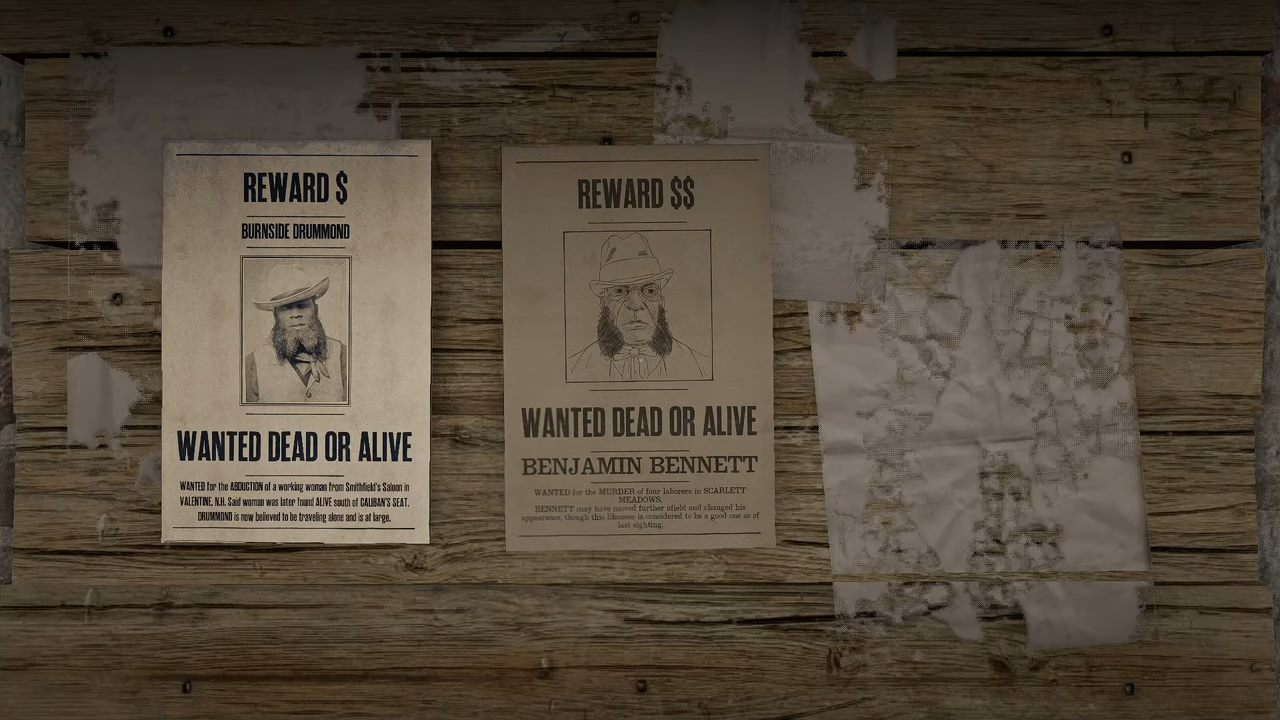 REWARD $
BURNSIDE DRUMMOND
WANTED DEAD OR ALIVE
WANTED for the ABDUCTION of a working woman from Smithfield's Saloon in
VALENTINE, N.H. Said woman was later found ALIVE south of CALIBAN'S SEAT.
DRUMMOND is now believed to be traveling alone and is at large.
REWARD $$
WANTED DEAD OR ALIVE
BENJAMIN BENNETT
WANTED for the MURDER of four laborers in SCARLETT
MEADOWS.
BENNETT may have moved further afield and changed his
appearance, though this likeness is considered to be a good one as of
last sighting.